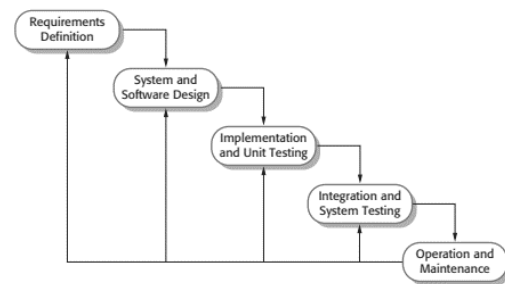 Requirements
Definition
System and
Software Design
Implementation
and Unit Testing
Integration and
System Testing
Operation and
Maintenance